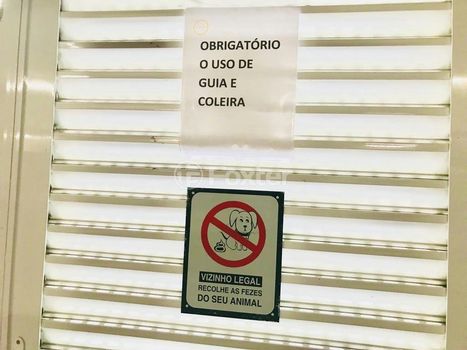 OBRIGATÓRIO
O USO DE
GUIA E
COLEIRA
Foxter
VIZINHO LEGAL
RECOLHE AS FEZES
DO SEU ANIMAL